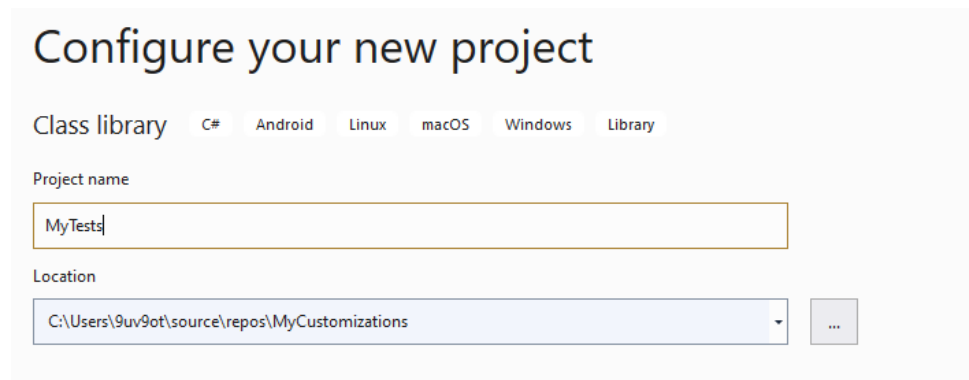 Configure your new project
Class library C# Android Linux macOS Windows Library
Project name
MyTests
Location
C:\Users\9uv9ot\source\repos\MyCustomizations
...